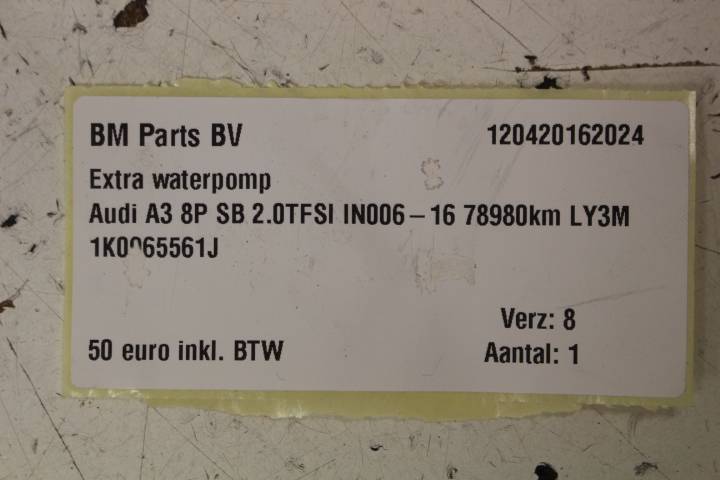 BM Parts BV 120420162024
Extra waterpomp
Audi A3 8P SB 2.0TFSI IN006-16 78980km LY3M
Verz: 8
50 euro inkl. BTW Aantal: 1